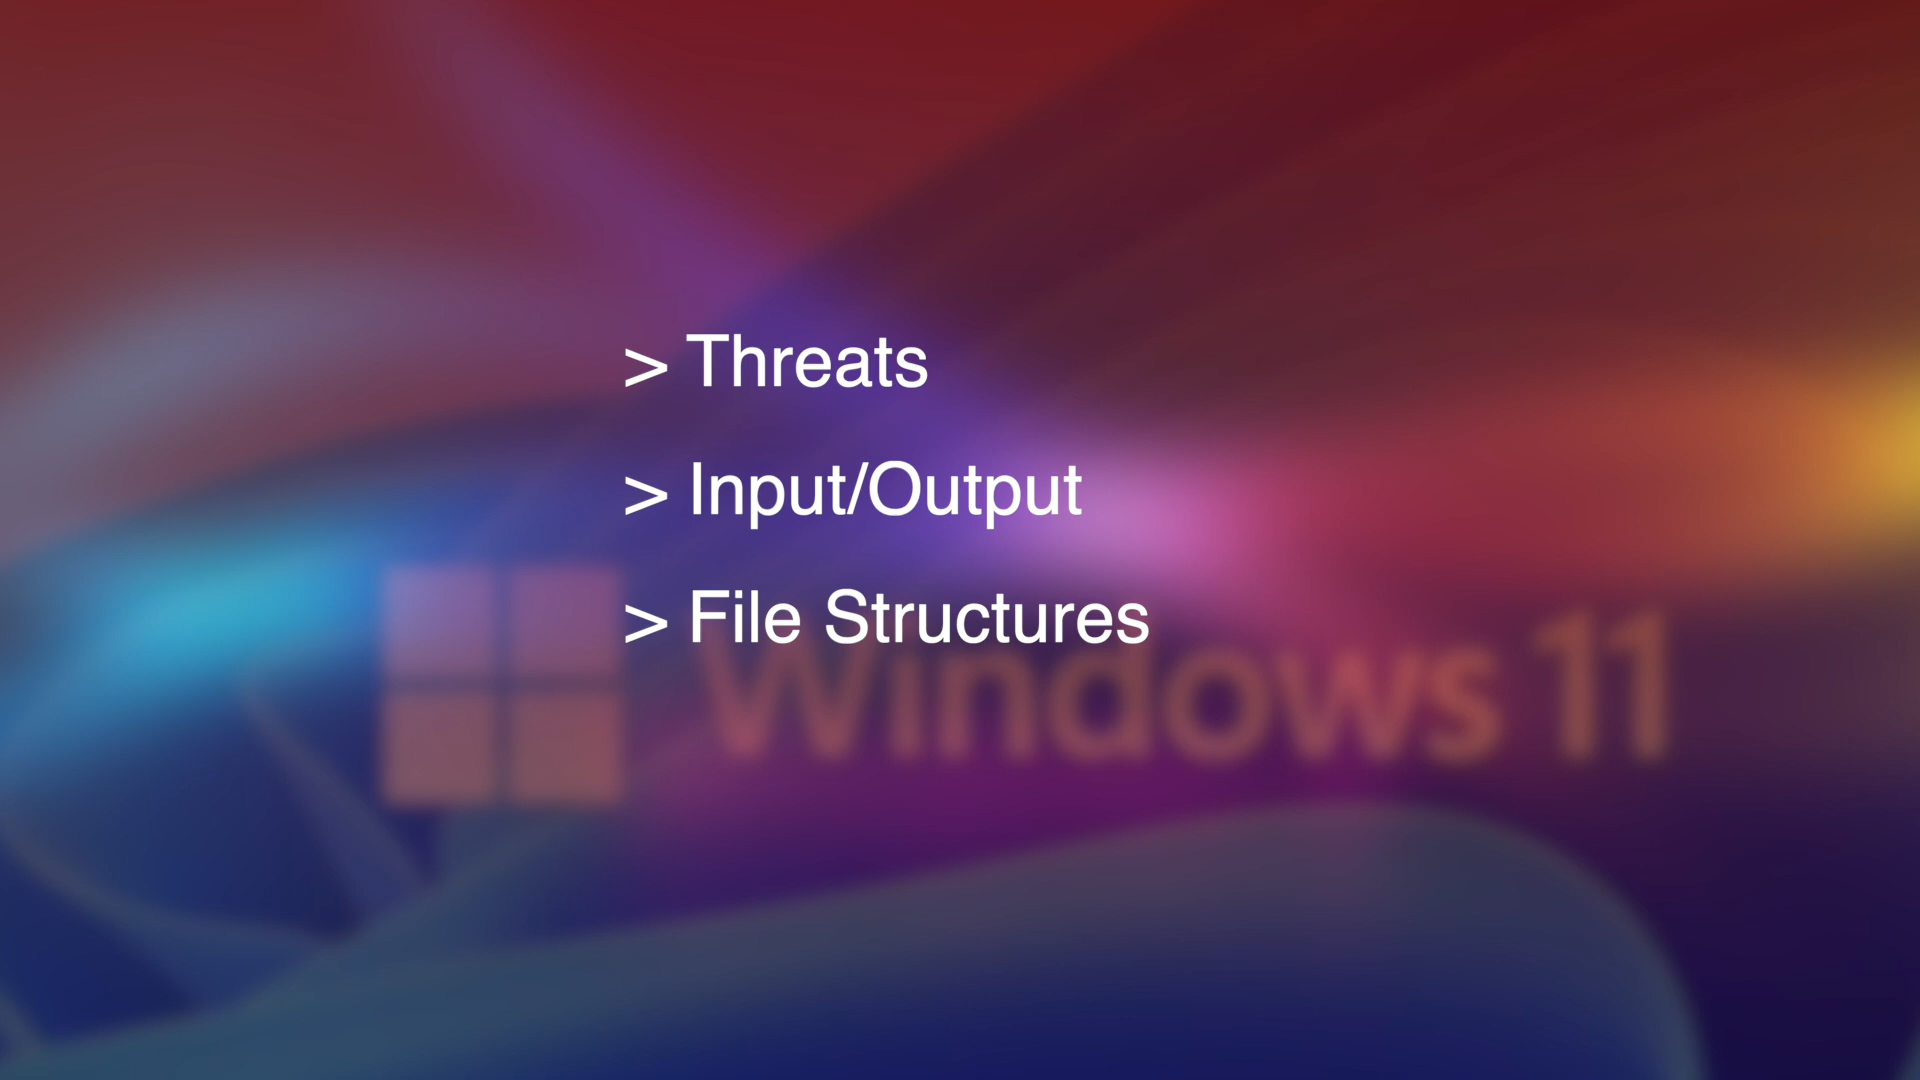 > Threats
> Input/Output
> File Structures
Windows 11